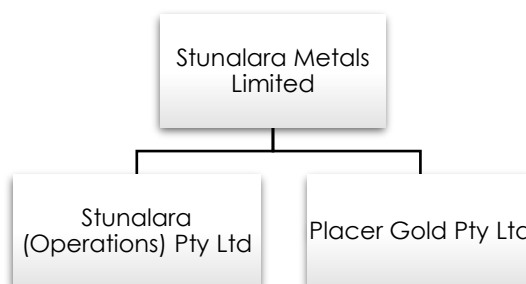 Stunalara Metals
Limited
Stunalara
(Operations) Pty Ltd
Placer Gold Pty Ltd